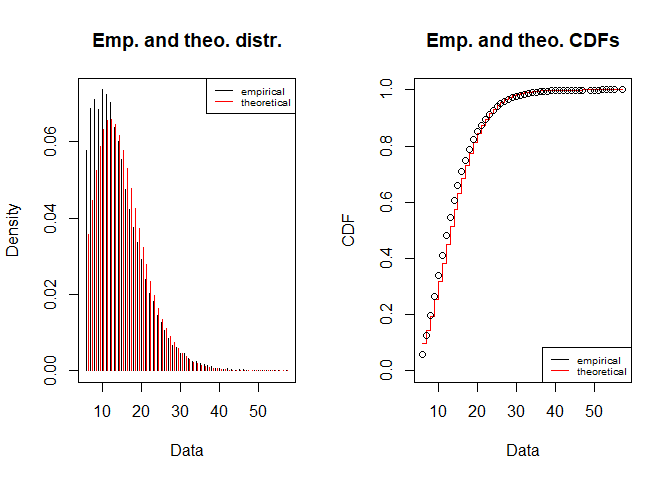 Emp. and theo. distr.
empirical
theoretical
Density
0.00
0.02
0.04
0.06
10
20
30
40
50
Data
Emp. and theo. CDFs
CDF
0.0
0.2
0.4
0.6
0.8
1.0
empirical
theoretical
10
20
30
40
50
Data